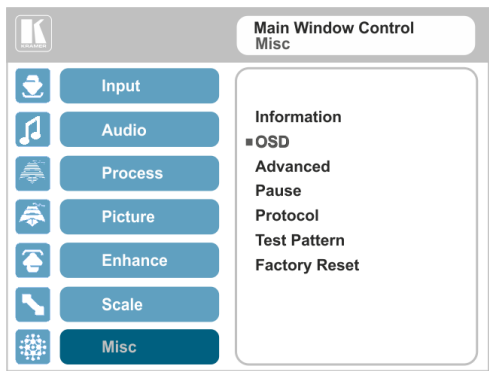 KRAMER
Main Window Control
Misc
Input
Audio
Process
Picture
Enhance
Scale
Misc
Information
OSD
Advanced
Pause
Protocol
Test Pattern
Factory Reset